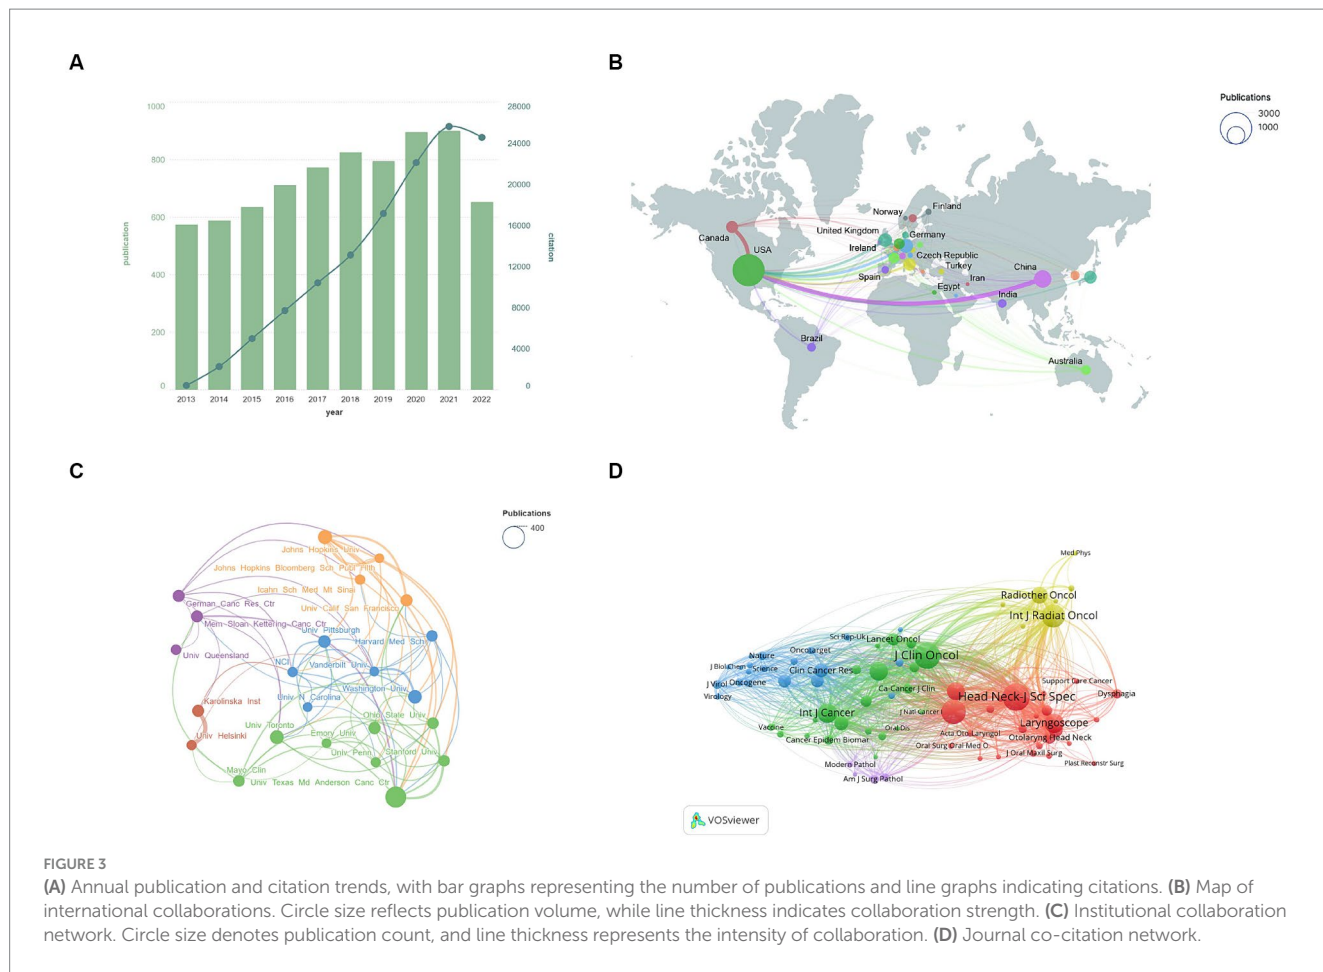 A
1000
800
600
400
200
0
publication
28000
24000
20000
16000
12000
8000
4000
0
citation
2013 2014 2015 2016 2017 2018 2019 2020 2021 2022
year
B
Publications
3000
1000
Norway
Finland
Canada
United Kingdom
Germany
USA
Ireland
Czech Republic
Spain
Turkey
China
Iran
Egypt
India
Brazil
Australia
C
Publications
400
Johns Hopkins Univ
Johns Hopkins Bloomberg Sch Publ Hlth
Icahn Sch Med Mt Sinai
Univ Calif San Francisco
German Canc Res Ctr
Mem Sloan Kettering Canc Ctr
Univ Pittsburgh
Harvard Med Sch
Univ Queensland
NCI
Vanderbilt Univ
Washington Univ
Univ N Carolina
Karolinska Inst
Ohio State Univ
Univ Toronto
Emory Univ
Univ Helsinki
Univ Penn
Stanford Univ
Mayo Clin
Univ Texas Md Anderson Canc Ctr
D
Med Phys
Radiother Oncol
Int J Radiat Oncol
Sci Rep-Uk
Lancet Oncol
Oncotarget
Nature
J Clin Oncol
J Biol Chem
Science
Clin Cancer Res
J Virol
Oncogene
Ca-Cancer J Clin
Virology
Support Care Cancer
Head Neck-J Sci Spec
Dysphagia
Int J Cancer
J Natl Cancer I
Laryngoscope
Vaccine
Oral Dis
Acta Oto-Laryngol
Otolaryng Head Neck
Cancer Epidem Biomar
Oral Surg Oral Med O
J Oral Maxil Surg
Modern Pathol
Plast Reconstr Surg
Am J Surg Pathol
VOSviewer
FIGURE 3
(A) Annual publication and citation trends, with bar graphs representing the number of publications and line graphs indicating citations. (B) Map of
international collaborations. Circle size reflects publication volume, while line thickness indicates collaboration strength. (C) Institutional collaboration
network. Circle size denotes publication count, and line thickness represents the intensity of collaboration. (D) Journal co-citation network.